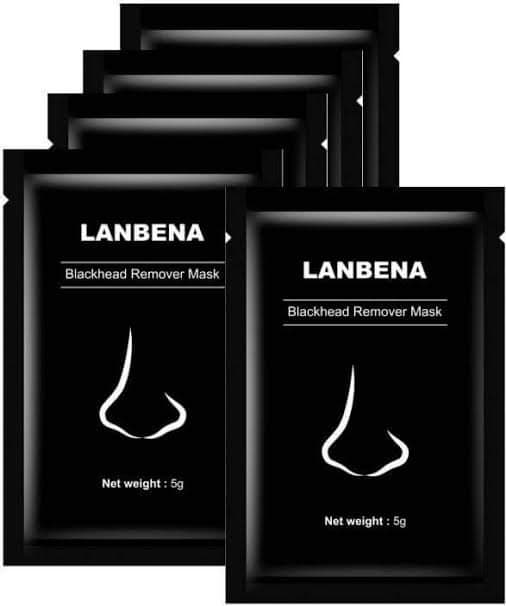 LANBENA
Blackhead Remover Mask
Net weight : 5g
LANBENA
Blackhead Remover Mask
Net weight : 5g